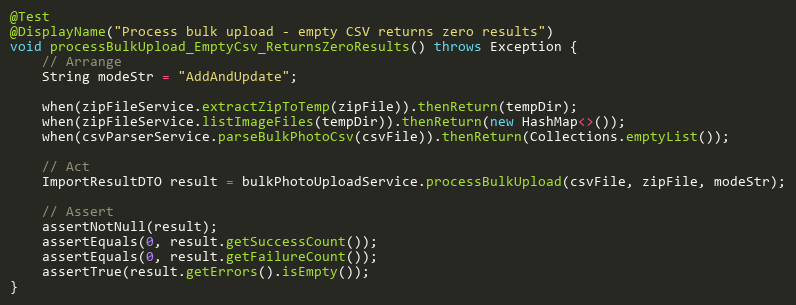 @Test
@DisplayName("Process bulk upload - empty CSV returns zero results")
void processBulkUpload_EmptyCsv_ReturnsZeroResults() throws Exception {
    // Arrange
    String modeStr = "AddAndUpdate";

    when(zipFileService.extractZipToTemp(zipFile)).thenReturn(tempDir);
    when(zipFileService.listImageFiles(tempDir)).thenReturn(new HashMap<>());
    when(csvParserService.parseBulkPhotoCsv(csvFile)).thenReturn(Collections.emptyList());

    // Act
    ImportResultDTO result = bulkPhotoUploadService.processBulkUpload(csvFile, zipFile, modeStr);

    // Assert
    assertNotNull(result);
    assertEquals(0, result.getSuccessCount());
    assertEquals(0, result.getFailureCount());
    assertTrue(result.getErrors().isEmpty());
}